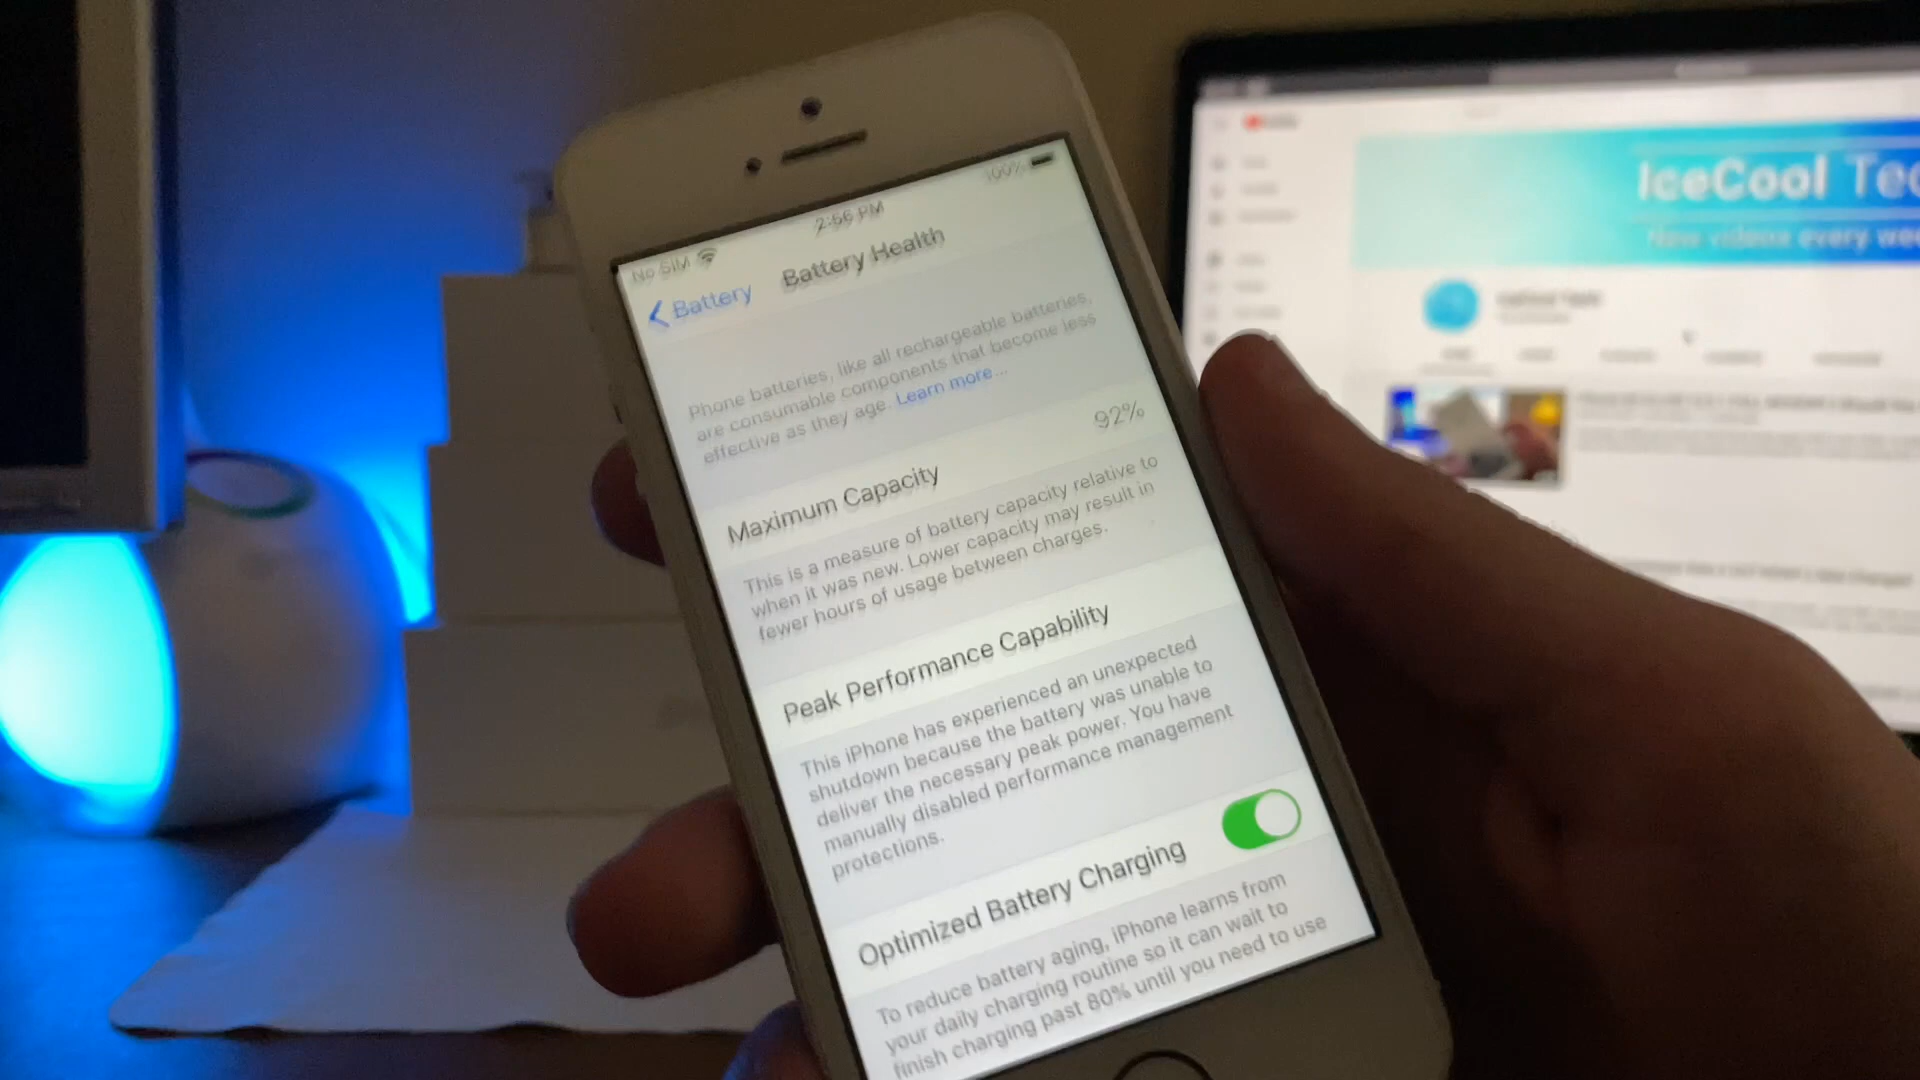 No SIM 2:56 PM 100%
Battery Battery Health
Phone batteries, like all rechargeable batteries,
are consumable components that become less
effective as they age. Learn more...
Maximum Capacity 92%
This is a measure of battery capacity relative to
when it was new. Lower capacity may result in
fewer hours of usage between charges.
Peak Performance Capability
This iPhone has experienced an unexpected
shutdown because the battery was unable to
deliver the necessary peak power. You have
manually disabled performance management
protections.
Optimized Battery Charging
To reduce battery aging, iPhone learns from
your daily charging routine so it can wait to
finish charging past 80% until you need to use
IceCool Tec
New videos every wee